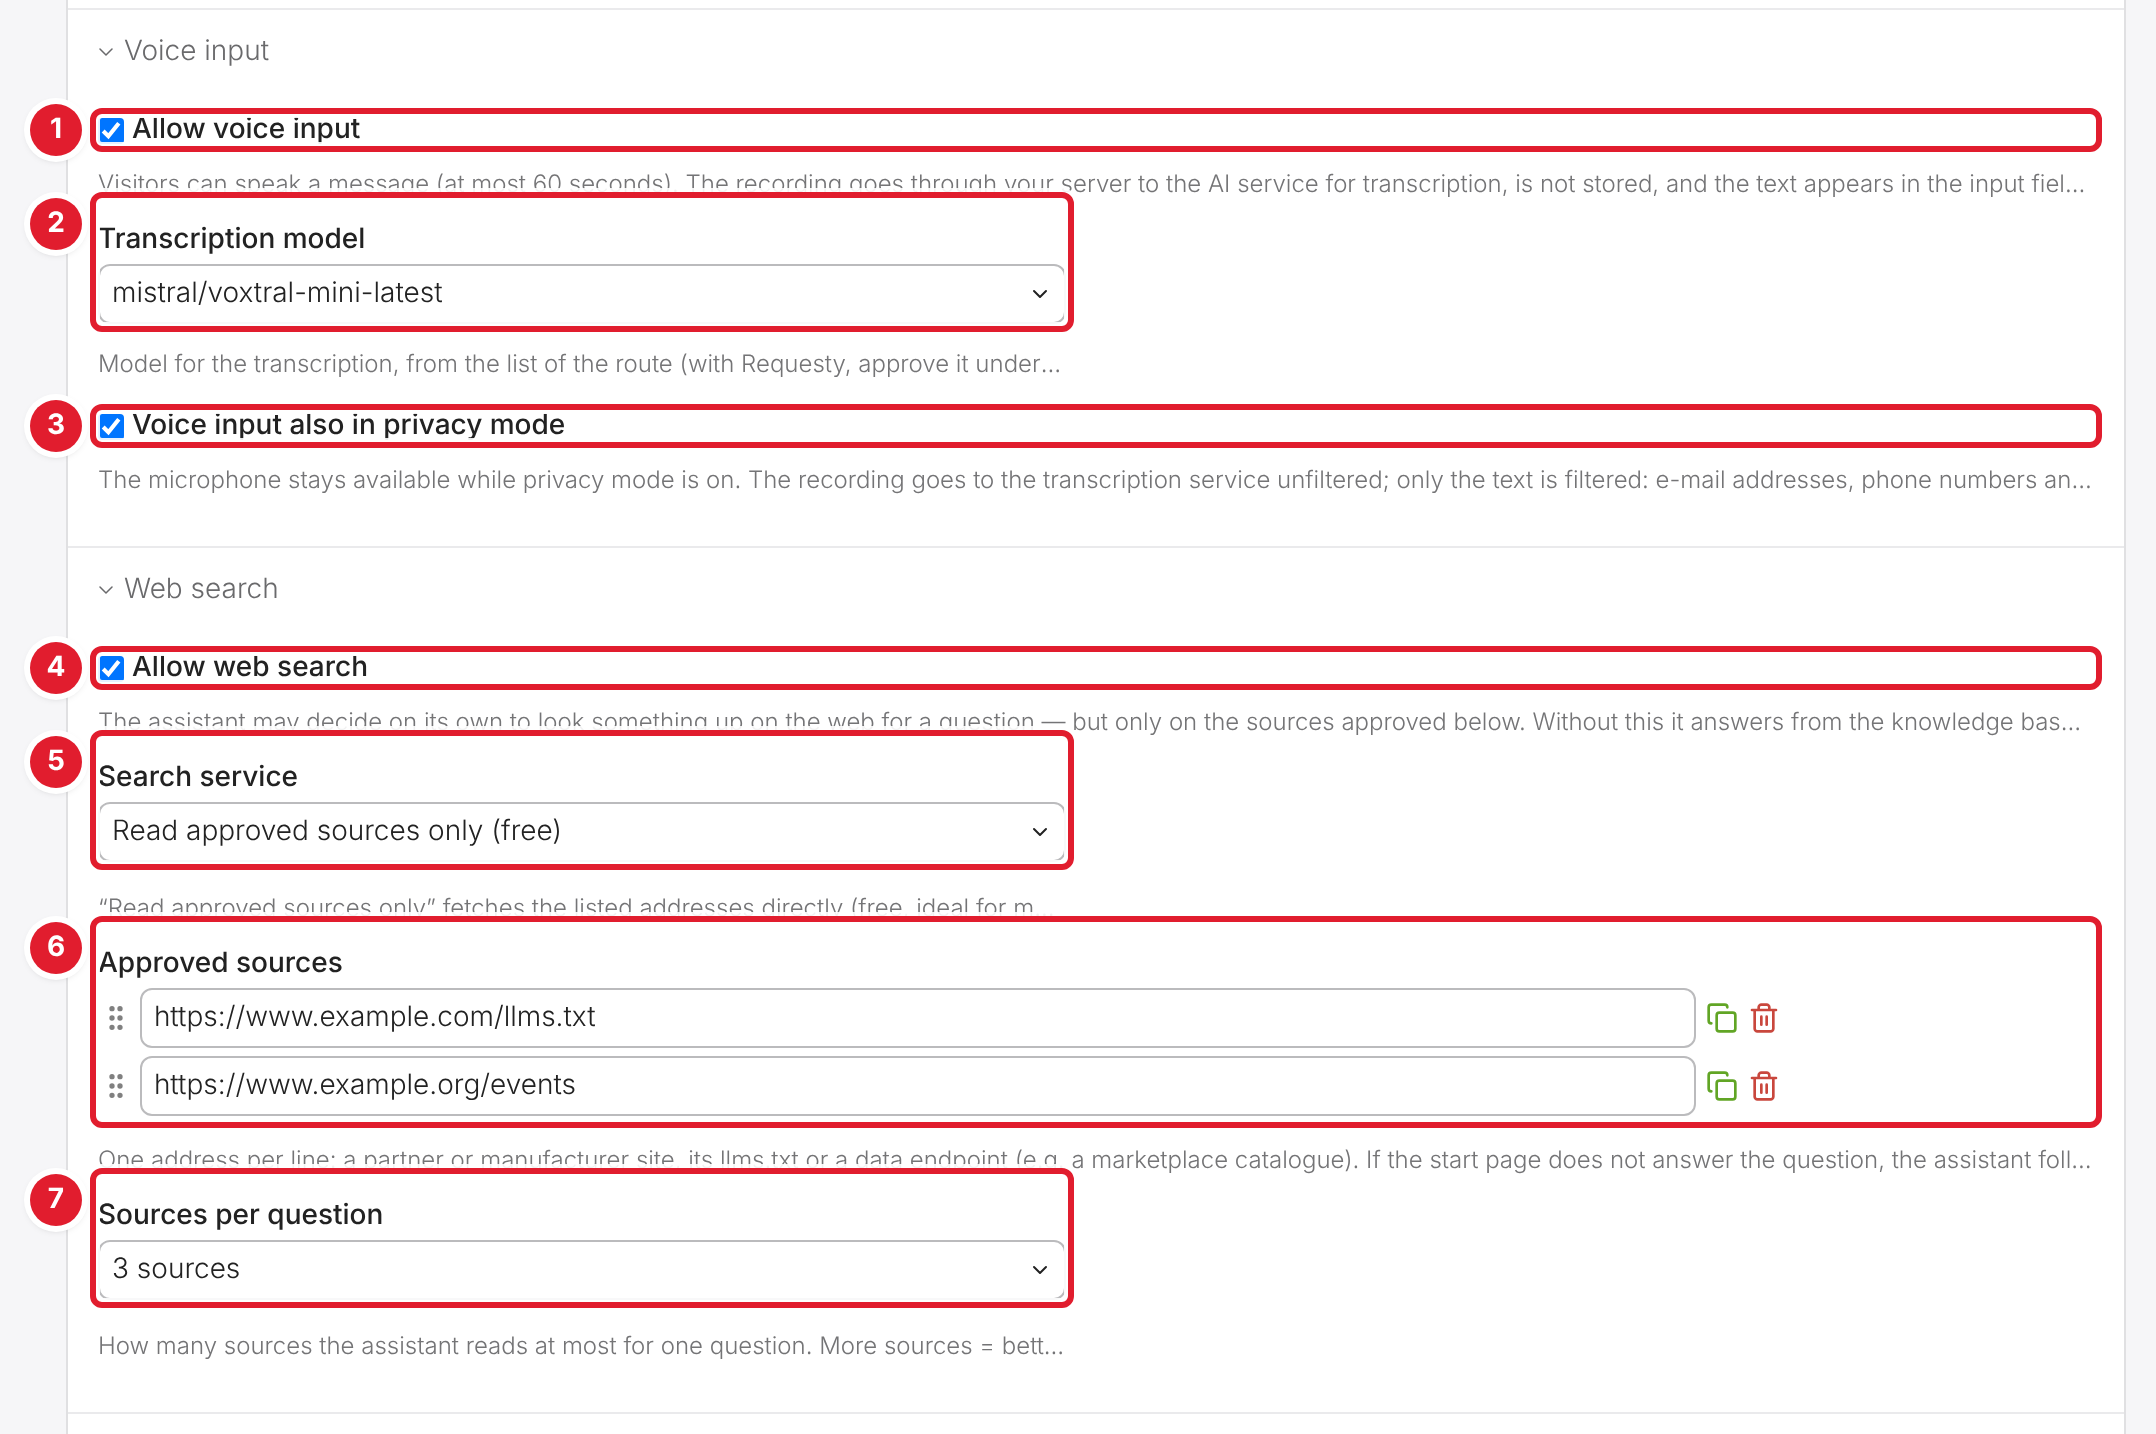 Voice input
1
Allow voice input
Visitors can speak a message (at most 60 seconds). The recording goes through your server to the AI service for transcription, is not stored, and the text appears in the input fiel...
2
Transcription model
mistral/voxtral-mini-latest
Model for the transcription, from the list of the route (with Requesty, approve it under...
3
Voice input also in privacy mode
The microphone stays available while privacy mode is on. The recording goes to the transcription service unfiltered; only the text is filtered: e-mail addresses, phone numbers an...
Web search
4
Allow web search
The assistant may decide on its own to look something up on the web for a question — but only on the sources approved below. Without this it answers from the knowledge bas...
5
Search service
Read approved sources only (free)
“Read approved sources only” fetches the listed addresses directly (free, ideal for m...
6
Approved sources
https://www.example.com/llms.txt
https://www.example.org/events
One address per line: a partner or manufacturer site, its llms.txt or a data endpoint (e.g. a marketplace catalogue). If the start page does not answer the question, the assistant foll...
7
Sources per question
3 sources
How many sources the assistant reads at most for one question. More sources = bett...